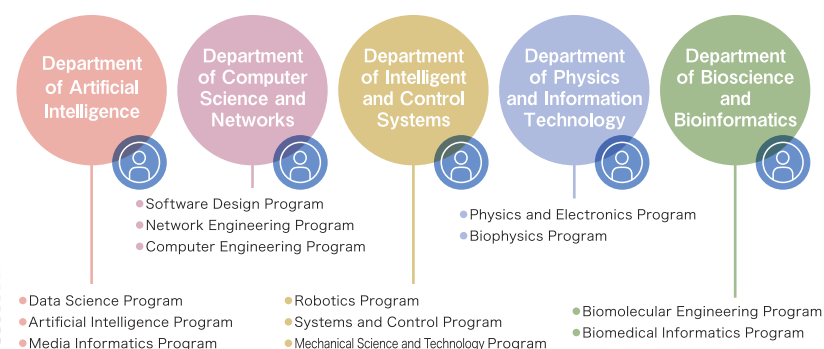 Department
of Artificial
Intelligence
Department
of Computer
Science and
Networks
Department
of Intelligent
and Control
Systems
Department
of Physics
and Information
Technology
Department
of Bioscience
and
Bioinformatics
Software Design Program
Network Engineering Program
Computer Engineering Program
Physics and Electronics Program
Biophysics Program
Data Science Program
Artificial Intelligence Program
Media Informatics Program
Robotics Program
Systems and Control Program
Mechanical Science and Technology Program
Biomolecular Engineering Program
Biomedical Informatics Program